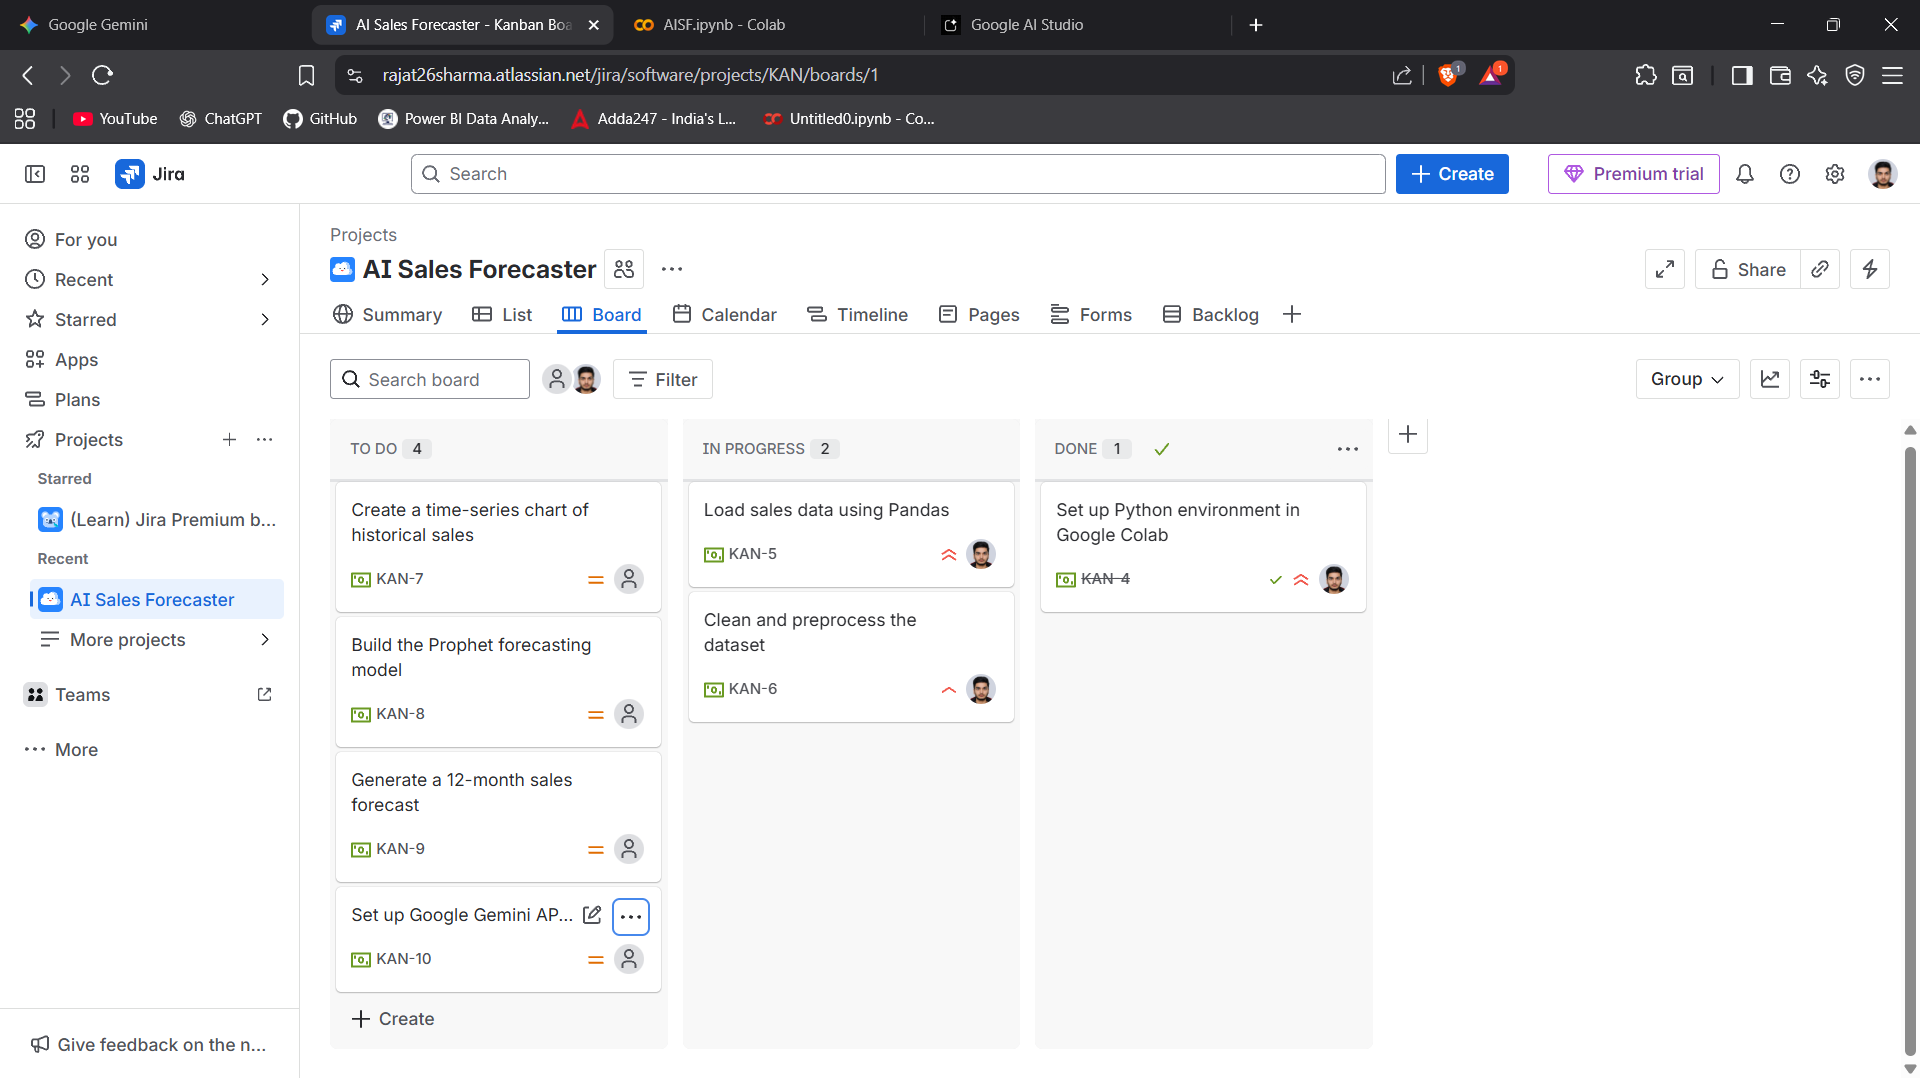 Google Gemini
AI Sales Forecaster - Kanban Boa
AISF.ipynb - Colab
Google AI Studio
rajat26sharma.atlassian.net/jira/software/projects/KAN/boards/1
1
1
YouTube
ChatGPT
GitHub
Power BI Data Analy...
Adda247 - India's L...
Untitled0.ipynb - Co...
Jira
Search
Create
Premium trial
For you
Recent
Starred
Apps
Plans
Projects
Starred
(Learn) Jira Premium b...
Recent
AI Sales Forecaster
More projects
Teams
More
Give feedback on the n...
Projects
AI Sales Forecaster
Share
Summary
List
Board
Calendar
Timeline
Pages
Forms
Backlog
Search board
Filter
Group
TO DO 4
Create a time-series chart of
historical sales
KAN-7
Build the Prophet forecasting
model
KAN-8
Generate a 12-month sales
forecast
KAN-9
Set up Google Gemini AP...
KAN-10
Create
IN PROGRESS 2
Load sales data using Pandas
KAN-5
Clean and preprocess the
dataset
KAN-6
DONE 1
Set up Python environment in
Google Colab
KAN-4